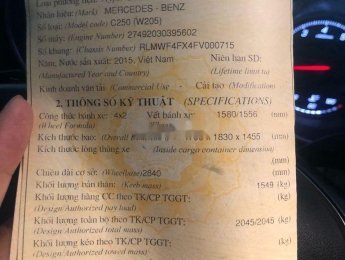 Loại phương tiện:
Nhãn hiệu: (Mark) MERCEDES - BENZ
Số loại: (Model code) C250 (W205)
Số máy: (Engine Number) 27492030395602
Số khung: (Chassis Number) RLMWF4FX4FV000715
Năm, Nước sản xuất: 2015, Việt Nam Niên hạn SD:
(Manufactured Year and Country) (Lifetime limit to
Kinh doanh vận tải (Commercial Use - Cải tạo (Modification)
2. THÔNG SỐ KỸ THUẬT (SPECIFICATIONS)
Công thức bánh xe: 4x2 Vết bánh xe: 1580/1556 (mm)
(Wheel Formula)
Kích thước bao: (Overall 1830 x 1455 (mm)
Kích thước lòng thùng xe (Inside cargo container dimension)
(mm)
Chiều dài cơ sở: (Wheelbase) 2840 (mm)
Khối lượng bản thân: (Kerb mass) 1549 (kg)
Khối lượng hàng CC theo TK/CP TGGT: (kg)
(Design/Authorized pay load)
Khối lượng toàn bộ theo TK/CP TGGT: 2045/2045 (kg)
(Design/Authorized total mass)
Khối lượng kéo theo TK/CP TGGT: (kg)
(Design/Authorized towed mass)